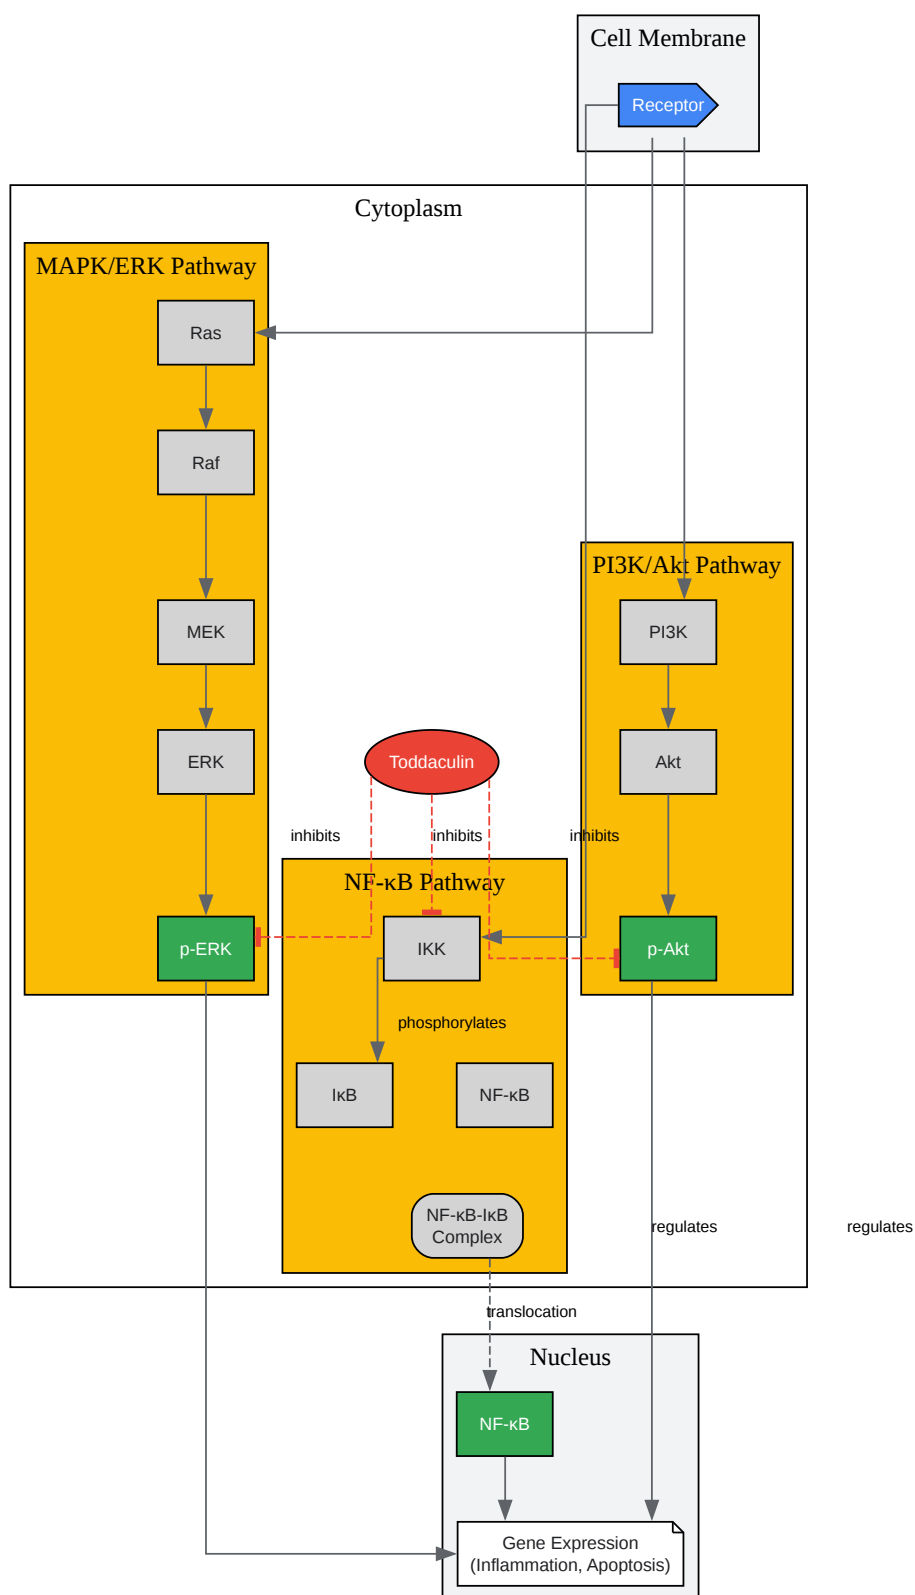 Cell Membrane
Receptor
Cytoplasm
MAPK/ERK Pathway
Ras
Raf
PI3K/Akt Pathway
MEK
PI3K
ERK
Toddaculin
Akt
inhibits
inhibits
inhibits
NF-κB Pathway
p-ERK
IKK
p-Akt
phosphorylates
IκB
NF-κB
NF-κB-IκB
Complex
regulates
regulates
translocation
Nucleus
NF-κB
Gene Expression
(Inflammation, Apoptosis)